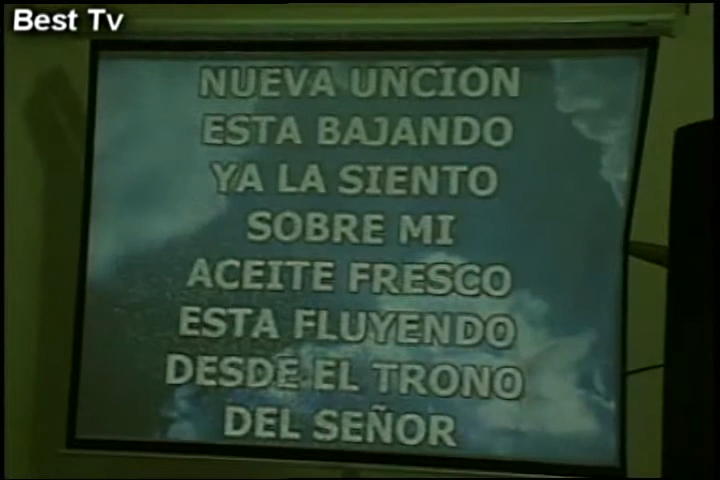 Best Tv
NUEVA UNCION
ESTA BAJANDO
YA LA SIENTO
SOBRE MI
ACEITE FRESCO
ESTA FLUYENDO
DESDE EL TRONO
DEL SEÑOR